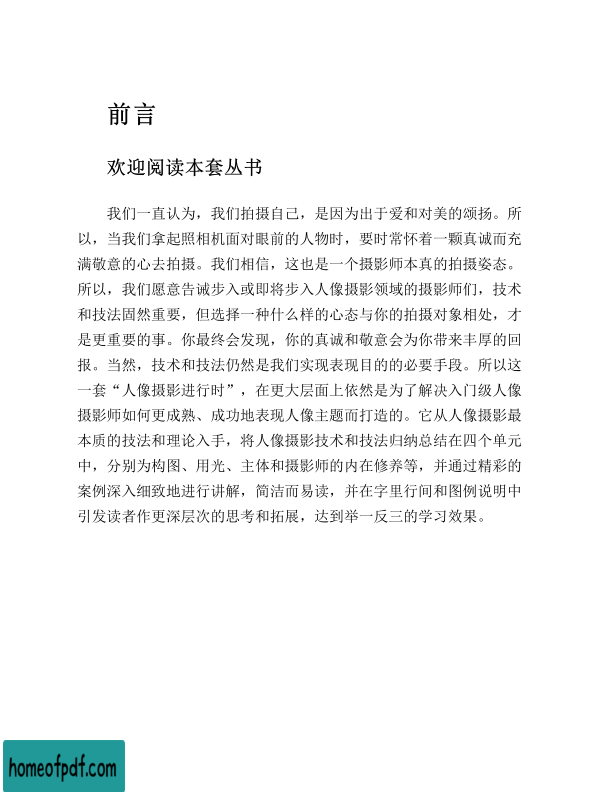 前言
欢迎阅读本套丛书
我们一直认为，我们拍摄自己，是因为出于爱和对美的颂扬。所
以，当我们拿起照相机面对眼前的人物时，要时常怀着一颗真诚而充
满敬意的心去拍摄。我们相信，这也是一个摄影师本真的拍摄姿态。
所以，我们愿意告诫步入或即将步入人像摄影领域的摄影师们，技术
和技法固然重要，但选择一种什么样的心态与你的拍摄对象相处，才
是更重要的事。你最终会发现，你的真诚和敬意会为你带来丰厚的回
报。当然，技术和技法仍然是我们实现表现目的的必要手段。所以这
一套“人像摄影进行时”，在更大层面上依然是为了解决入门级人像
摄影师如何更成熟、成功地表现人像主题而打造的。它从人像摄影最
本质的技法和理论入手，将人像摄影技术和技法归纳总结在四个单元
中，分别为构图、用光、主体和摄影师的内在修养等，并通过精彩的
案例深入细致地进行讲解，简洁而易读，并在字里行间和图例说明中
引发读者作更深层次的思考和拓展，达到举一反三的学习效果。
homeofpdf.com